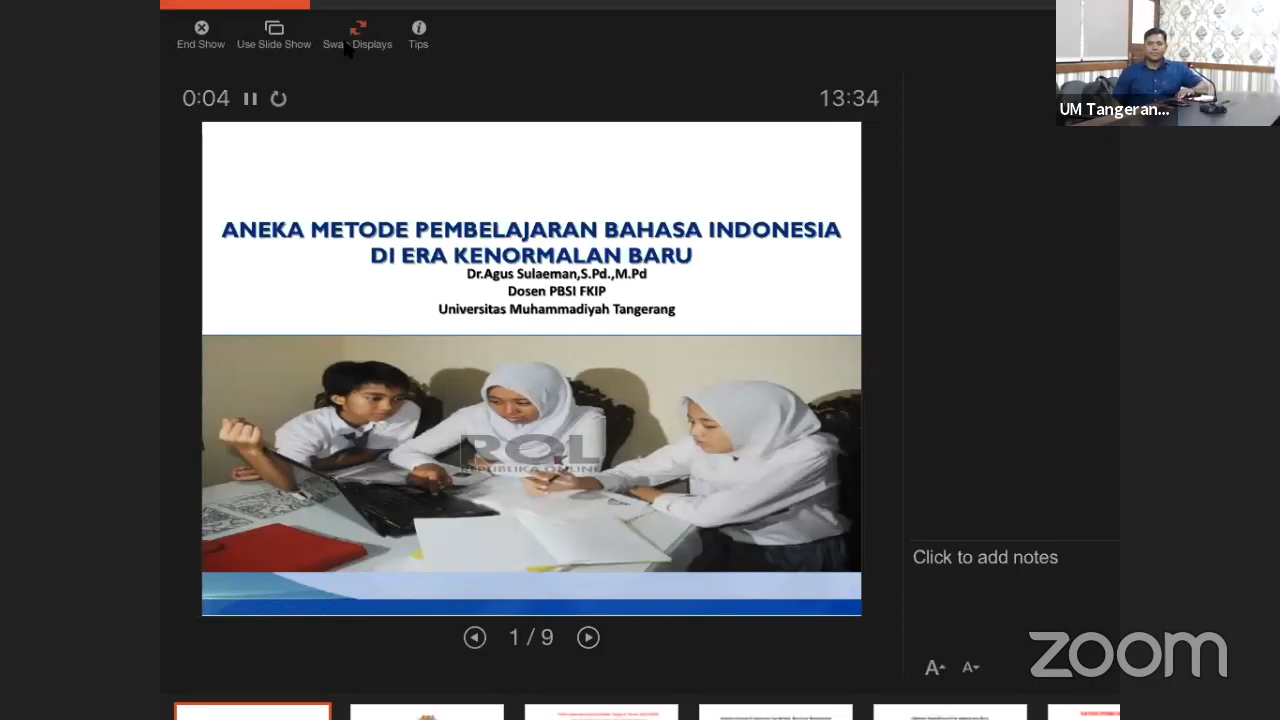 End Show
Use Slide Show
Swap Displays
Tips
UM Tangeran...
0:04
13:34
ANEKA METODE PEMBELAJARAN BAHASA INDONESIA
DI ERA KENORMALAN BARU
Dr.Agus Sulaeman,S.Pd.,M.Pd
Dosen PBSI FKIP
Universitas Muhammadiyah Tangerang
ROL
REPUBLIKA ONLINE
Click to add notes
1 / 9
A A
zoom